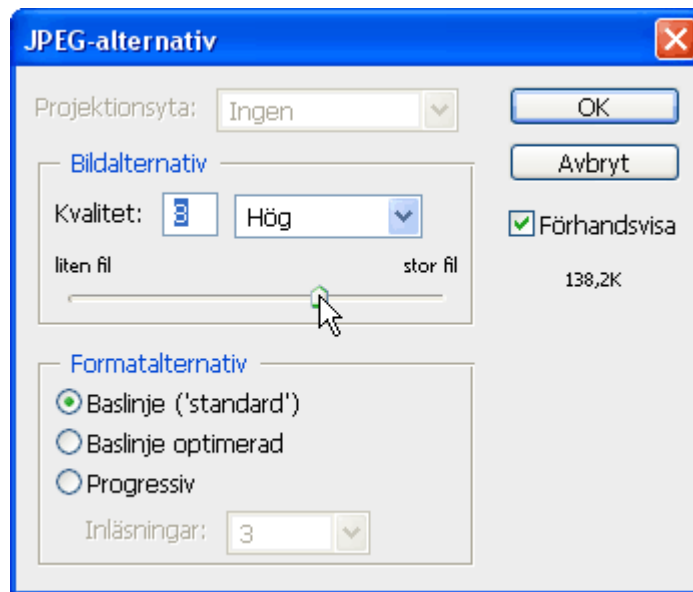 JPEG-alternativ
Projektionsyta: Ingen
OK
Bildalternativ
Avbryt
Kvalitet: 8 Hög
Förhandsvisa
liten fil stor fil
138,2K
Formatalternativ
Baslinje ('standard')
Baslinje optimerad
Progressiv
Inläsningar: 3